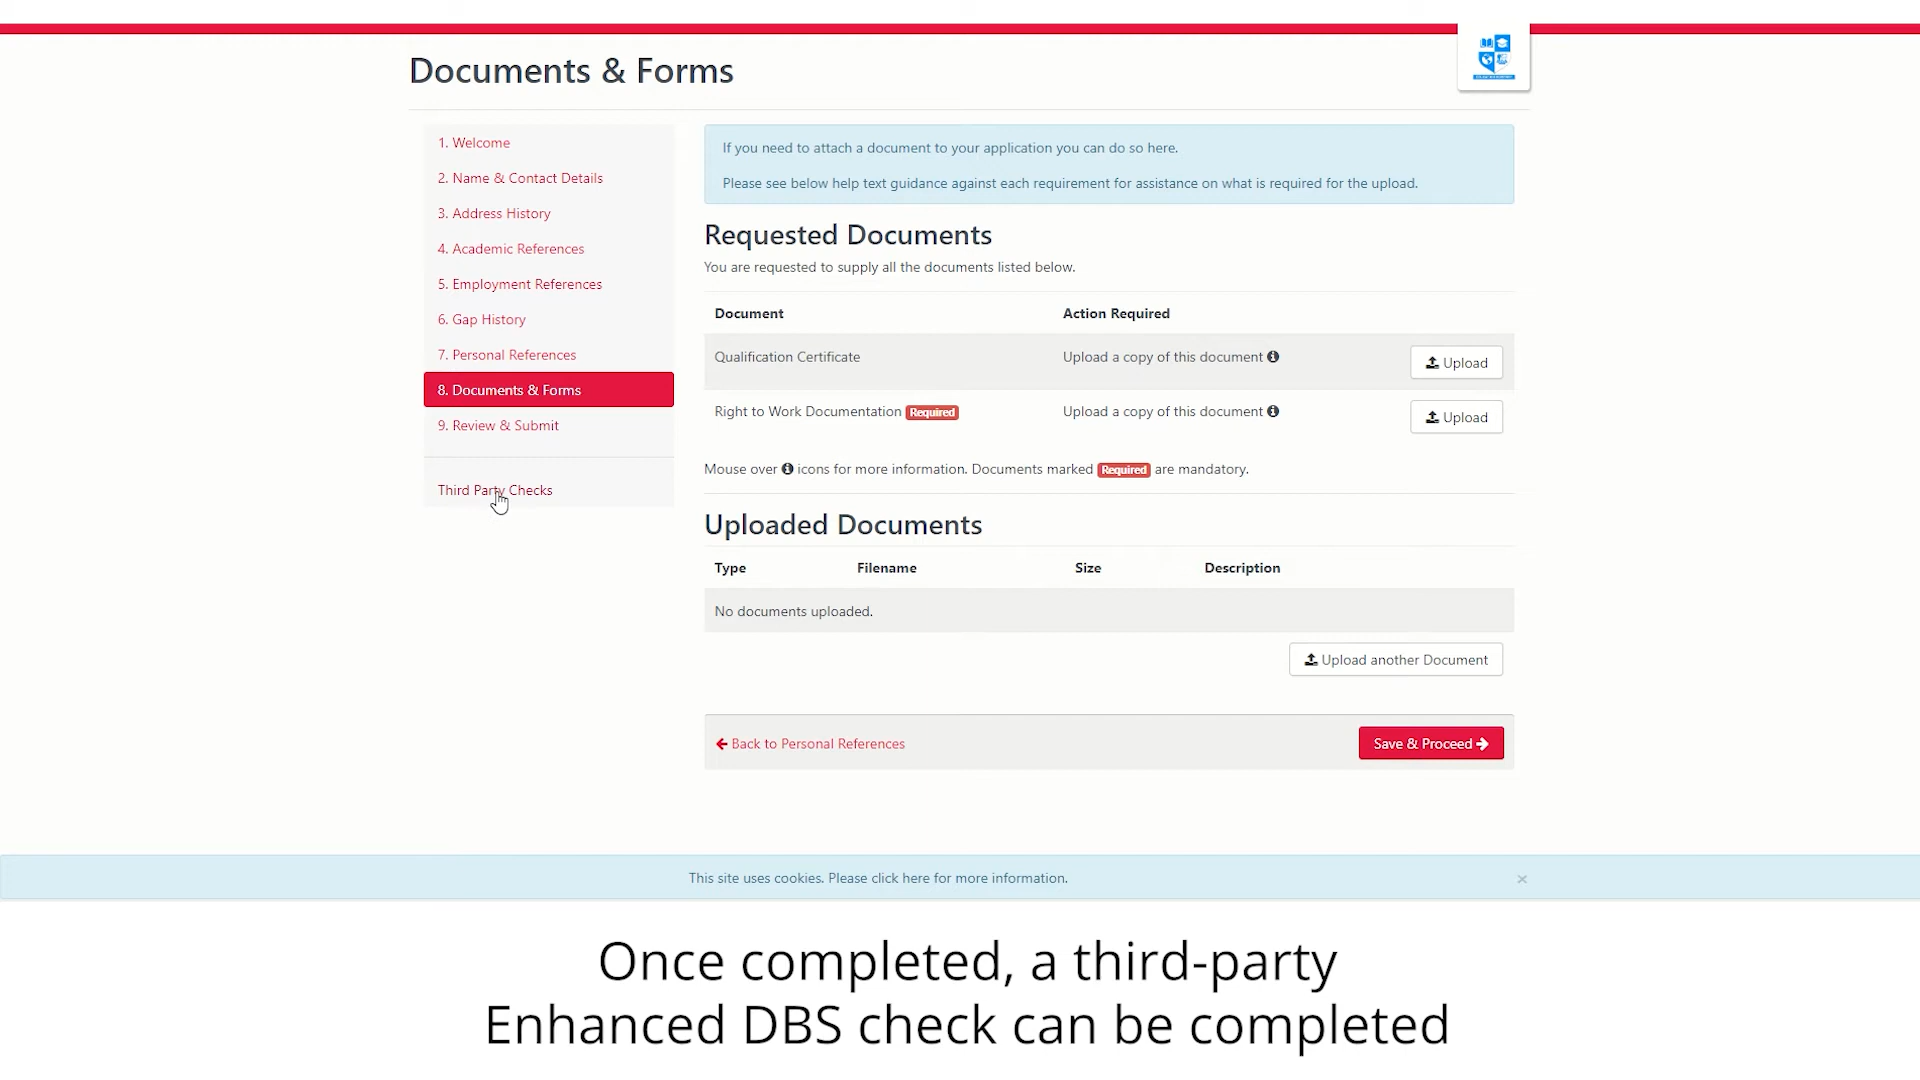 Documents & Forms
1. Welcome
2. Name & Contact Details
3. Address History
4. Academic References
5. Employment References
6. Gap History
7. Personal References
8. Documents & Forms
9. Review & Submit
Third Party Checks
If you need to attach a document to your application you can do so here.
Please see below help text guidance against each requirement for assistance on what is required for the upload.
Requested Documents
You are requested to supply all the documents listed below.
Document Action Required
Qualification Certificate Upload a copy of this document Upload
Right to Work Documentation Required Upload a copy of this document Upload
Mouse over icons for more information. Documents marked Required are mandatory.
Uploaded Documents
Type Filename Size Description
No documents uploaded.
Upload another Document
Back to Personal References Save & Proceed
This site uses cookies. Please click here for more information. ×
Once completed, a third-party
Enhanced DBS check can be completed